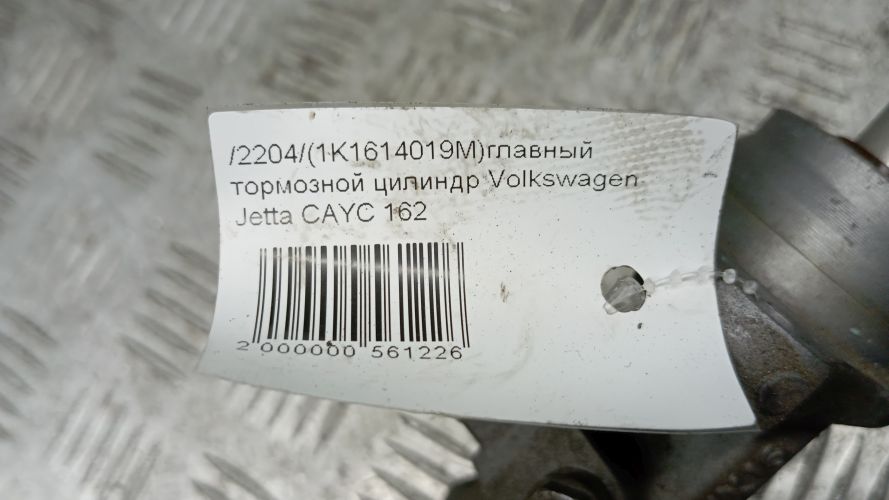 /2204/(1K1614019M)главный
тормозной цилиндр Volkswagen
Jetta CAYC 162
2 000000 561226